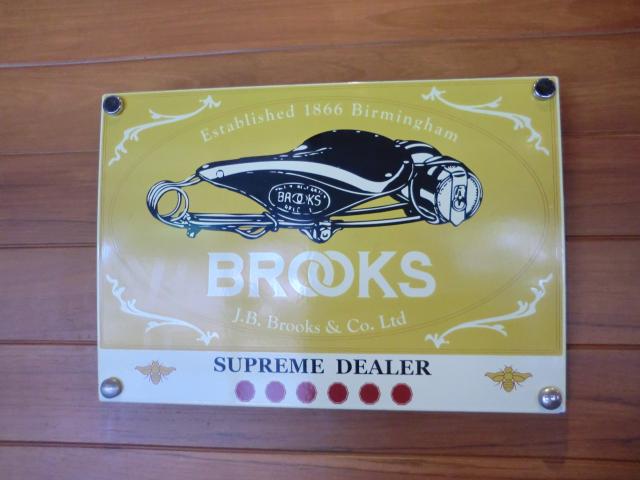 Established 1866 Birmingham
BROOKS
BROOKS
J.B. Brooks & Co. Ltd
SUPREME DEALER